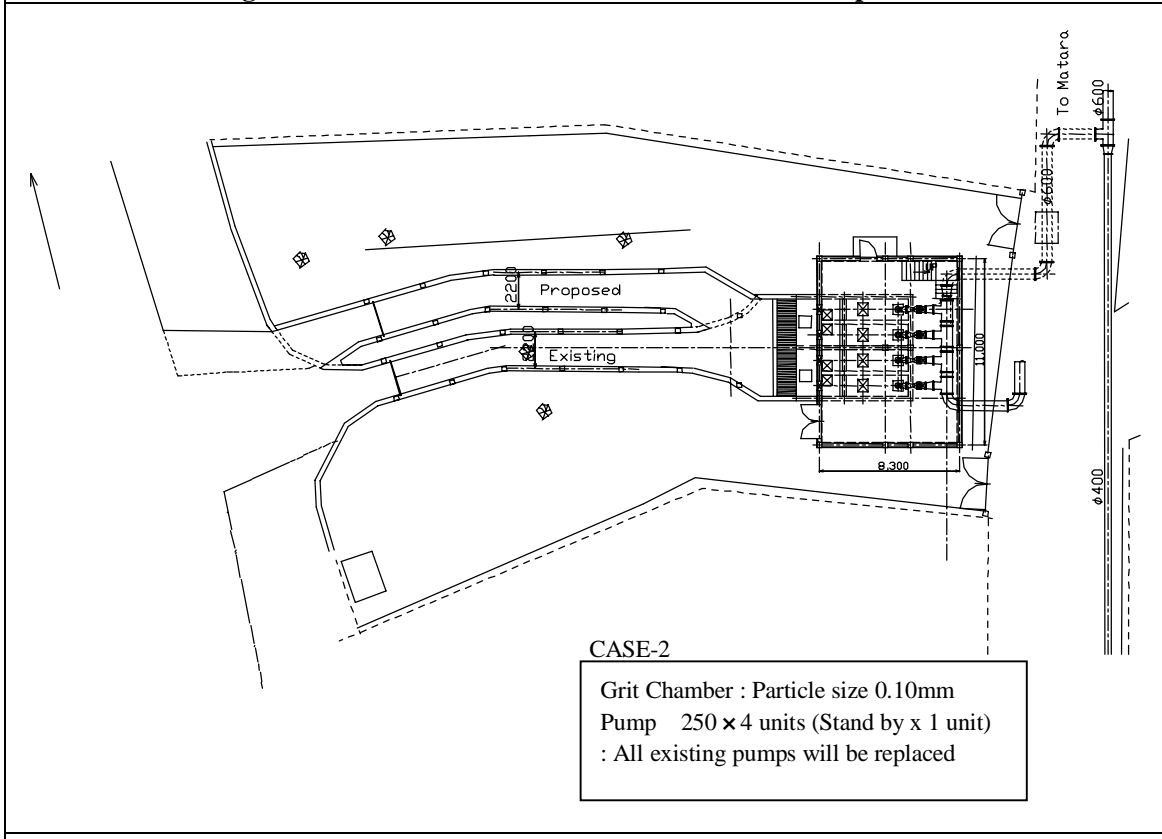 To Matara
φ600
φ600
2200
Proposed
2200
Existing
11.000
8.300
φ400
CASE-2
Grit Chamber : Particle size 0.10mm
Pump 250 × 4 units (Stand by x 1 unit)
: All existing pumps will be replaced